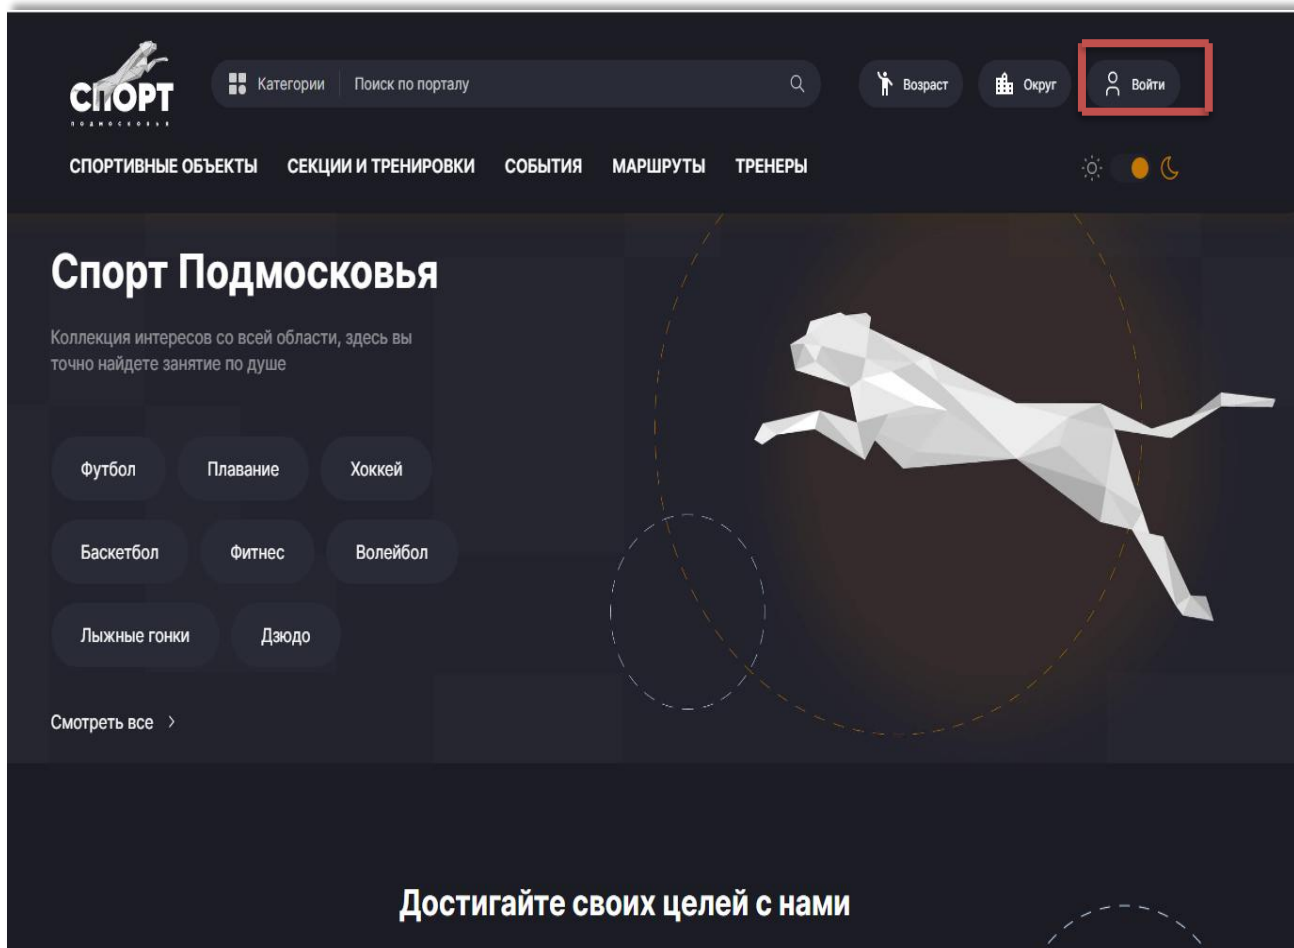 СПОРТ
ПОДМОСКОВЬЯ
Категории
Поиск по порталу
Возраст
Округ
Войти
СПОРТИВНЫЕ ОБЪЕКТЫ
СЕКЦИИ И ТРЕНИРОВКИ
СОБЫТИЯ
МАРШРУТЫ
ТРЕНЕРЫ
Спорт Подмосковья
Коллекция интересов со всей области, здесь вы
точно найдете занятие по душе
Футбол
Плавание
Хоккей
Баскетбол
Фитнес
Волейбол
Лыжные гонки
Дзюдо
Смотреть все
Достигайте своих целей с нами